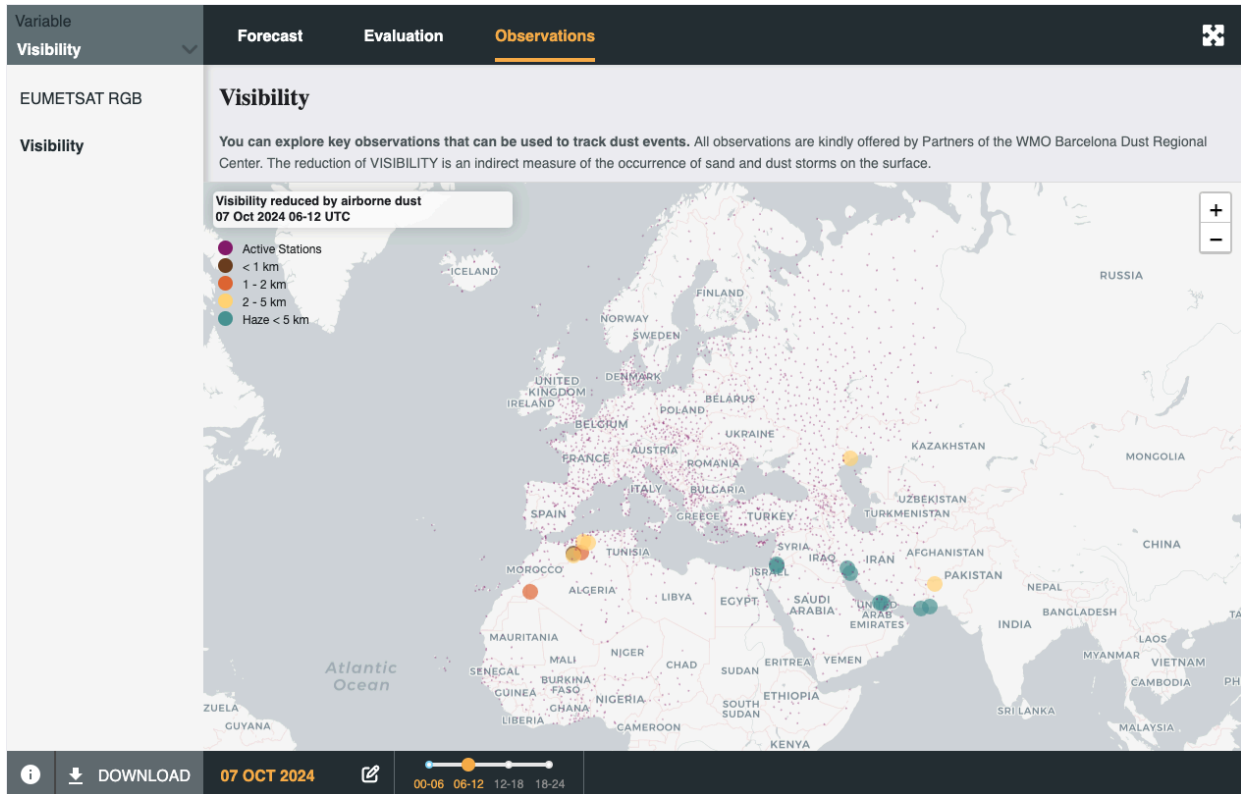 Variable
Visibility
Forecast
Evaluation
Observations
EUMETSAT RGB
Visibility
Visibility
You can explore key observations that can be used to track dust events. All observations are kindly offered by Partners of the WMO Barcelona Dust Regional
Center. The reduction of VISIBILITY is an indirect measure of the occurrence of sand and dust storms on the surface.
Visibility reduced by airborne dust
07 Oct 2024 06-12 UTC
Active Stations
< 1 km
1 - 2 km
2 - 5 km
Haze < 5 km
+
−
ICELAND
RUSSIA
FINLAND
NORWAY
SWEDEN
DENMARK
UNITED
KINGDOM
IRELAND
BELARUS
POLAND
BELGIUM
UKRAINE
AUSTRIA
FRANCE
ROMANIA
KAZAKHSTAN
MONGOLIA
ITALY
BULGARIA
UZBEKISTAN
SPAIN
GREECE
TURKEY
TURKMENISTAN
TUNISIA
SYRIA
IRAQ
IRAN
AFGHANISTAN
CHINA
MOROCCO
ISRAEL
PAKISTAN
ALGERIA
LIBYA
EGYPT
SAUDI
ARABIA
UNITED
ARAB
EMIRATES
NEPAL
BANGLADESH
INDIA
MAURITANIA
LAOS
MALI
NIGER
CHAD
SUDAN
ERITREA
YEMEN
MYANMAR
VIETNAM
Atlantic
Ocean
SENEGAL
BURKINA
FASO
CAMBODIA
PH
GUINEA
NIGERIA
SOUTH
SUDAN
ETHIOPIA
ZUELA
GHANA
SRI LANKA
GUYANA
LIBERIA
CAMEROON
MALAYSIA
KENYA
TA
DOWNLOAD
07 OCT 2024
00-06
06-12
12-18
18-24